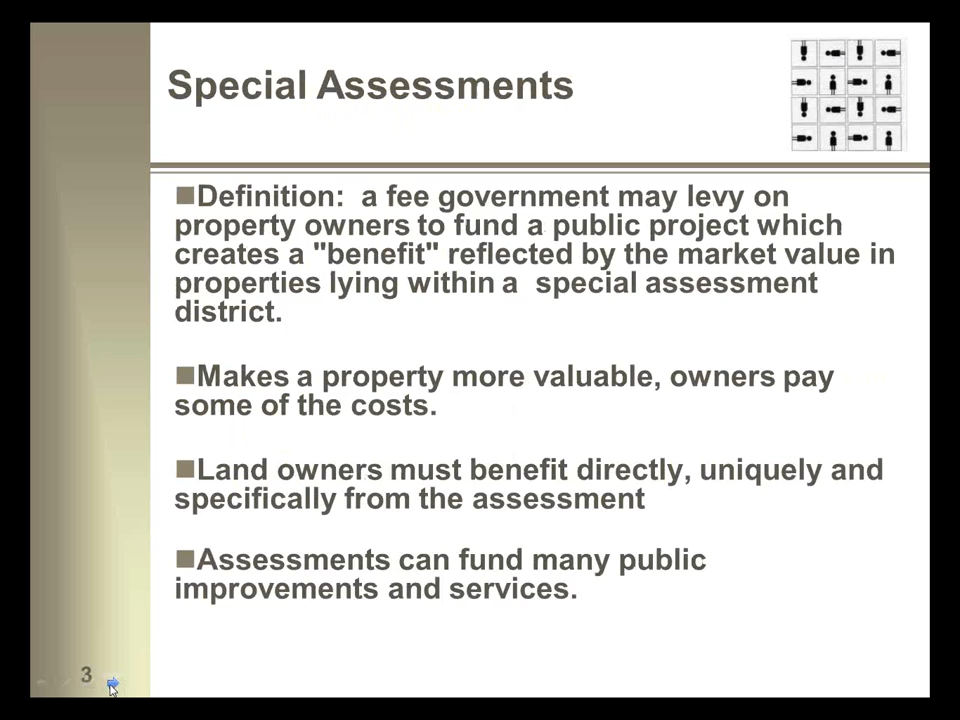 Special Assessments
■Definition:  a fee government may levy on
property owners to fund a public project which
creates a "benefit" reflected by the market value in
properties lying within a  special assessment
district.
■Makes a property more valuable, owners pay
some of the costs.
■Land owners must benefit directly, uniquely and
specifically from the assessment
■Assessments can fund many public
improvements and services.
3